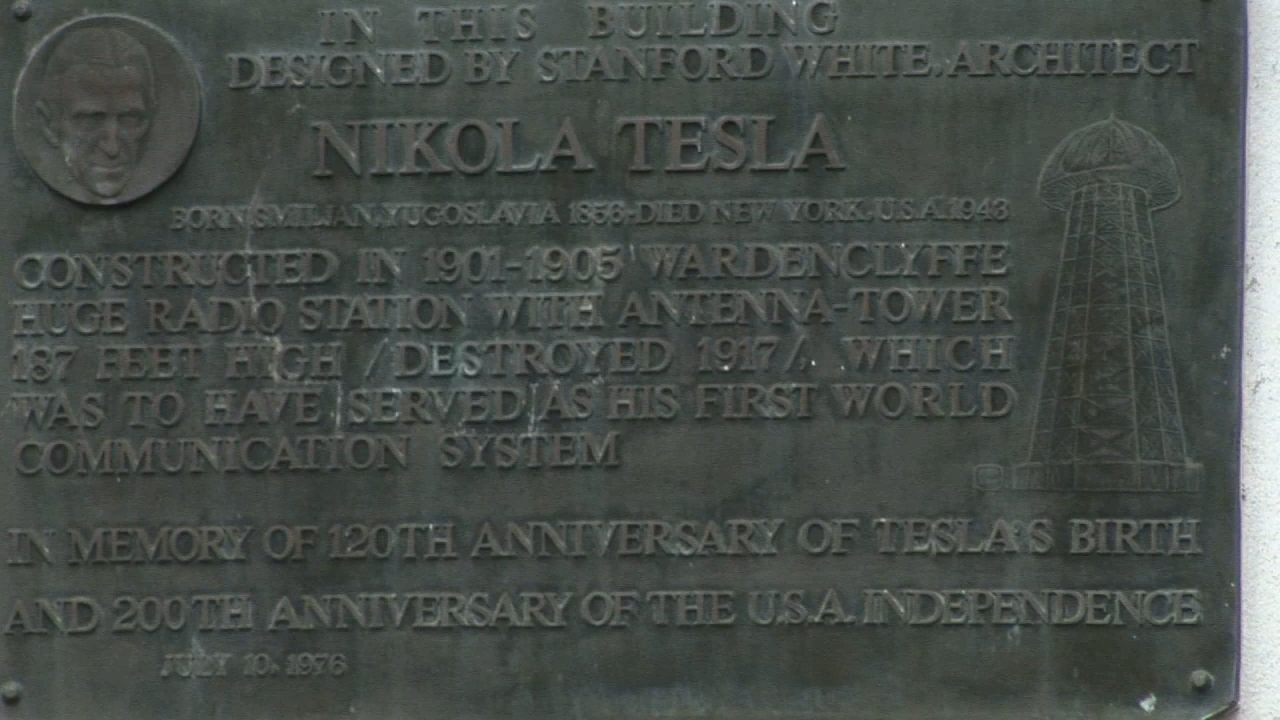 IN THIS BUILDING
DESIGNED BY STANFORD WHITE, ARCHITECT
NIKOLA TESLA
BORN SMILJAN, YUGOSLAVIA 1856-DIED NEW YORK, U.S.A. 1943
CONSTRUCTED IN 1901-1905 WARDENCLYFFE
HUGE RADIO STATION WITH ANTENNA-TOWER
187 FEET HIGH /DESTROYED 1917/, WHICH
WAS TO HAVE SERVED AS HIS FIRST WORLD
COMMUNICATION SYSTEM
IN MEMORY OF 120TH ANNIVERSARY OF TESLA'S BIRTH
AND 200TH ANNIVERSARY OF THE U.S.A. INDEPENDENCE
JULY 10, 1976